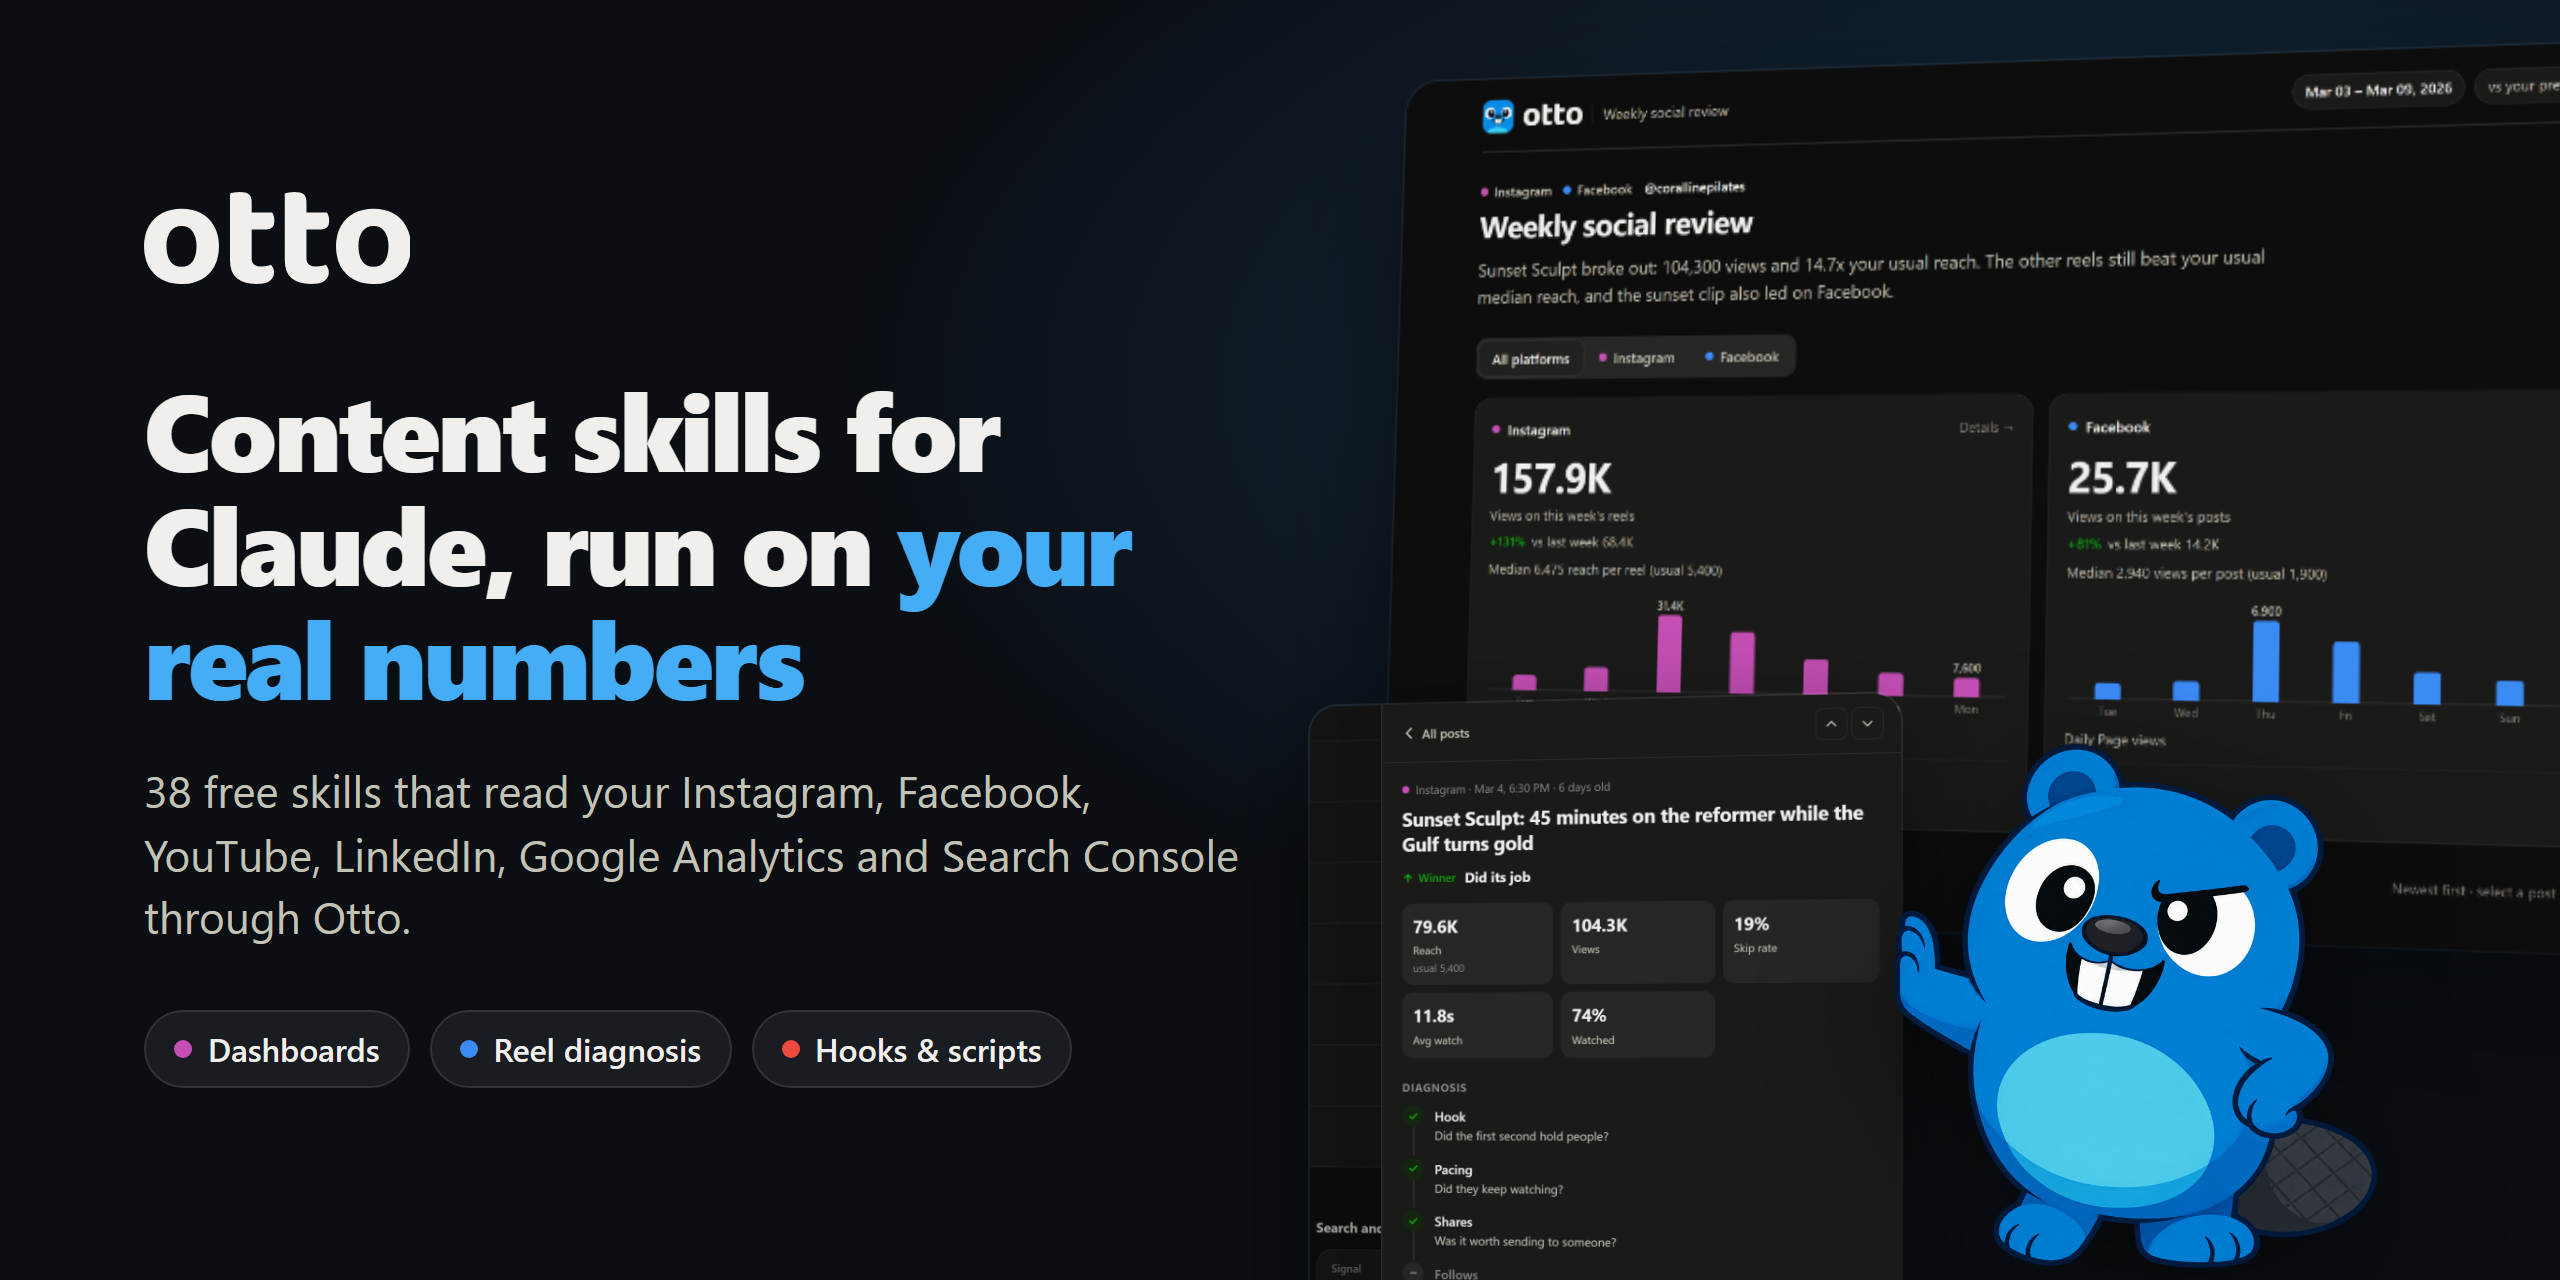 otto
Content skills for
Claude, run on your
real numbers
38 free skills that read your Instagram, Facebook,
YouTube, LinkedIn, Google Analytics and Search Console
through Otto.
Dashboards
Reel diagnosis
Hooks & scripts
otto
Weekly social review
Mar 03 – Mar 09, 2026
vs your pre
Instagram
Facebook
@corallinepilates
Weekly social review
Sunset Sculpt broke out: 104,300 views and 14.7x your usual reach. The other reels still beat your usual
median reach, and the sunset clip also led on Facebook.
All platforms
Instagram
Facebook
Instagram
Details →
157.9K
Views on this week's reels
+131% vs last week 68.4K
Median 6,475 reach per reel (usual 5,400)
31.4K
7,600
Mon
Facebook
25.7K
Views on this week's posts
+81% vs last week 14.2K
Median 2,940 views per post (usual 1,900)
6,900
Tue
Wed
Thu
Fri
Sat
Sun
Daily Page views
Newest first · select a post
All posts
Instagram · Mar 4, 6:30 PM · 6 days old
Sunset Sculpt: 45 minutes on the reformer while the
Gulf turns gold
↑ Winner Did its job
79.6K
Reach
usual 5,400
104.3K
Views
19%
Skip rate
11.8s
Avg watch
74%
Watched
DIAGNOSIS
Hook
Did the first second hold people?
Pacing
Did they keep watching?
Shares
Was it worth sending to someone?
Follows
Search and
Signal